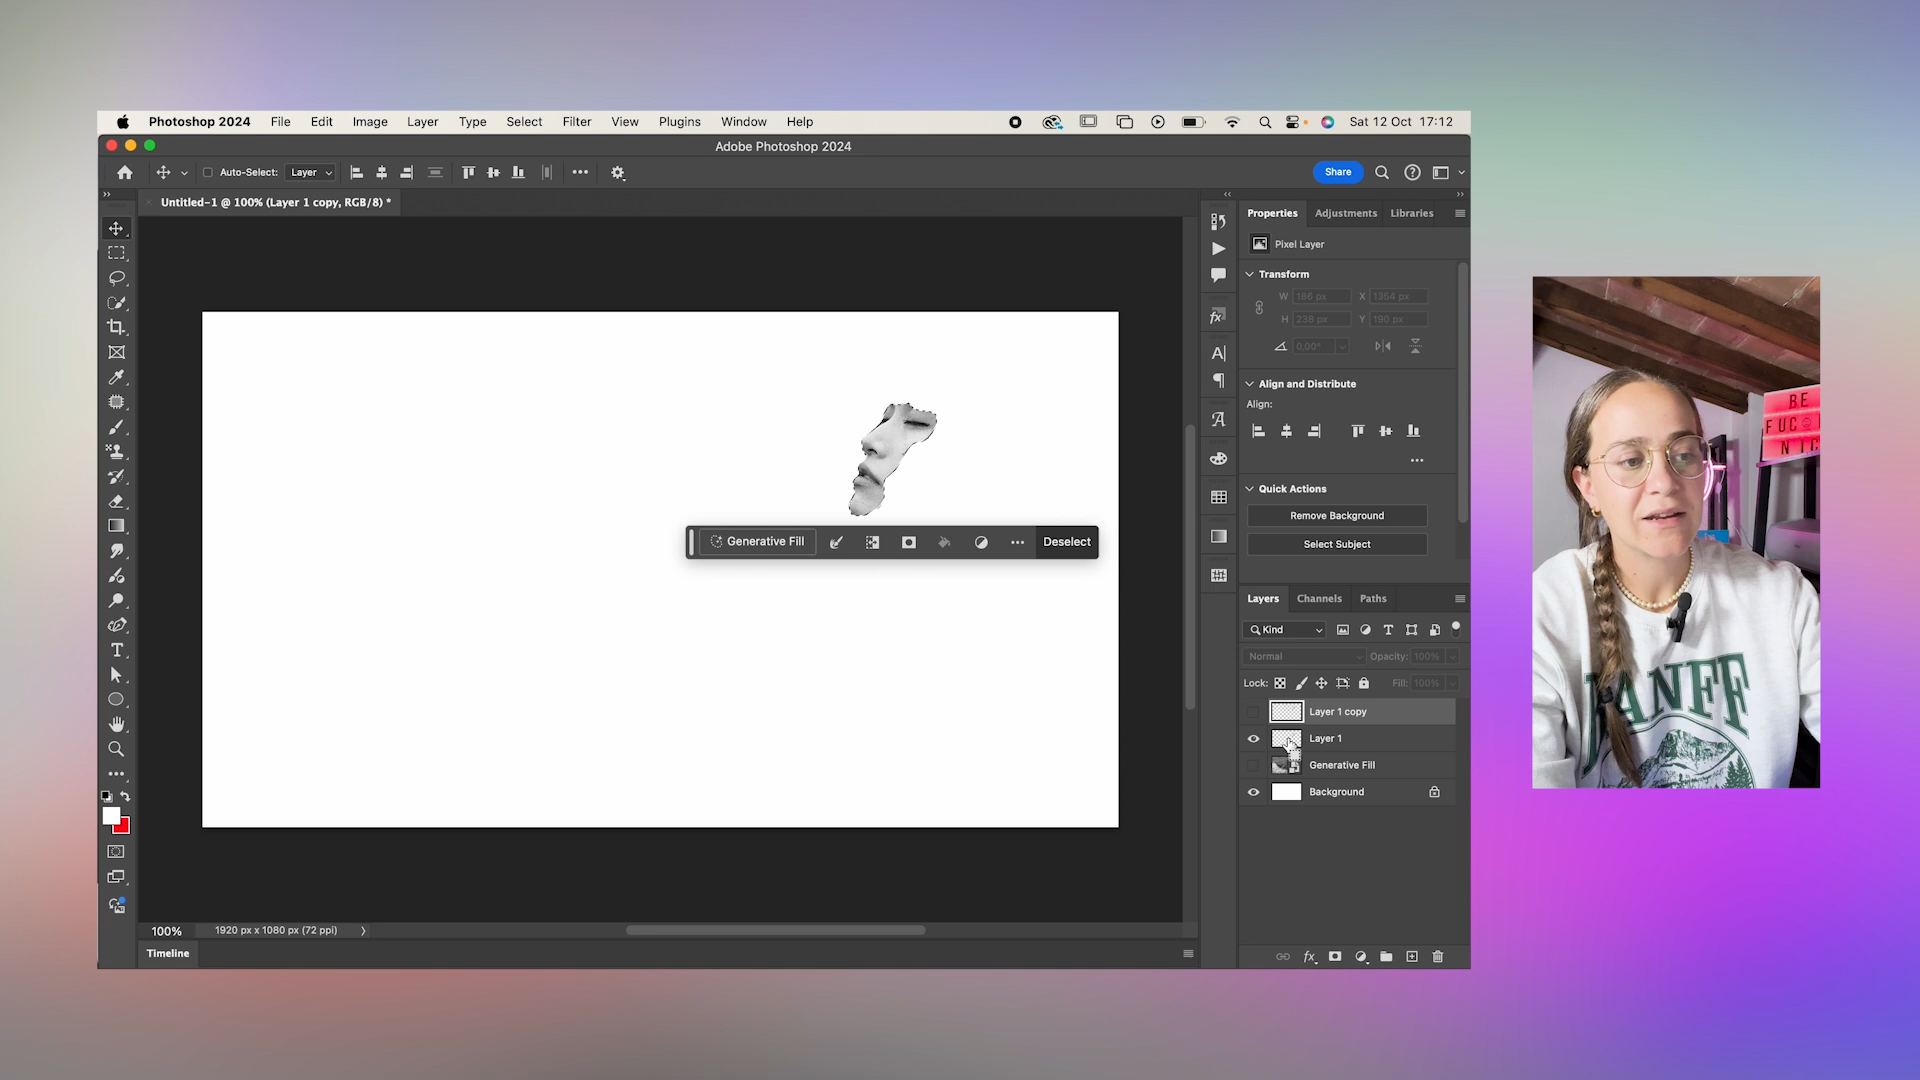 Photoshop 2024 File Edit Image Layer Type Select Filter View Plugins Window Help Sat 12 Oct 17:12
Adobe Photoshop 2024
Auto-Select: Layer Share
Untitled-1 @ 100% (Layer 1 copy, RGB/8) *
Properties Adjustments Libraries
Pixel Layer
Transform
W 166 px X 1354 px
H 238 px Y 190 px
0,00°
Align and Distribute
Align:
Quick Actions
Remove Background
Select Subject
Generative Fill Deselect
Layers Channels Paths
Kind
Normal Opacity: 100%
Lock: Fill: 100%
Layer 1 copy
Layer 1
Generative Fill
Background
100% 1920 px x 1080 px (72 ppi)
Timeline
BE
NIC
BANFF